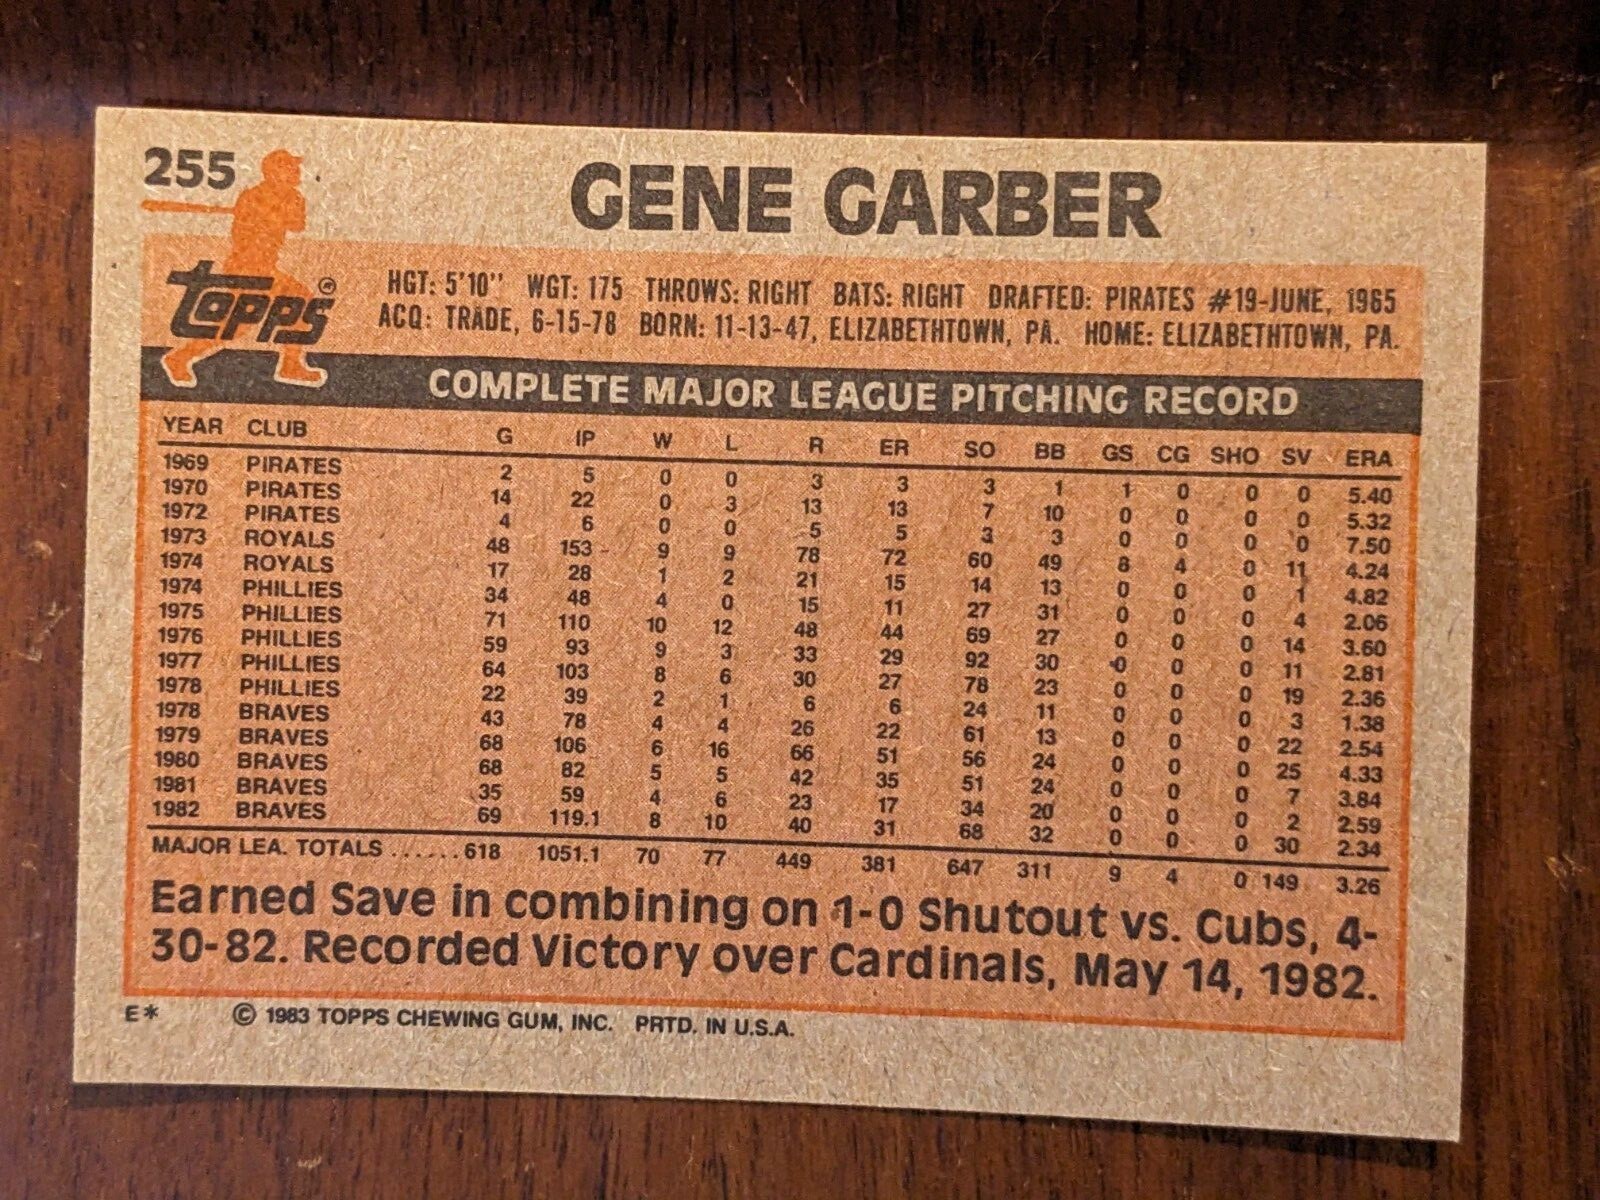 255
GENE GARBER
topps®
HGT: 5'10" WGT: 175 THROWS: RIGHT BATS: RIGHT DRAFTED: PIRATES #19-JUNE, 1965
ACQ: TRADE, 6-15-78 BORN: 11-13-47, ELIZABETHTOWN, PA. HOME: ELIZABETHTOWN, PA.
COMPLETE MAJOR LEAGUE PITCHING RECORD
YEAR CLUB G IP W L R ER SO BB GS CG SHO SV ERA
1969 PIRATES 2 5 0 0 3 3 3 1 1 0 0 0 5.40
1970 PIRATES 14 22 0 3 13 13 7 10 0 0 0 0 5.32
1972 PIRATES 4 6 0 0 5 5 3 3 0 0 0 0 7.50
1973 ROYALS 48 153 9 9 78 72 60 49 8 4 0 11 4.24
1974 ROYALS 17 28 1 2 21 15 14 13 0 0 0 1 4.82
1974 PHILLIES 34 48 4 0 15 11 27 31 0 0 0 4 2.06
1975 PHILLIES 71 110 10 12 48 44 69 27 0 0 0 14 3.60
1976 PHILLIES 59 93 9 3 33 29 92 30 0 0 0 11 2.81
1977 PHILLIES 64 103 8 6 30 27 78 23 0 0 0 19 2.36
1978 PHILLIES 22 39 2 1 6 6 24 11 0 0 0 3 1.38
1978 BRAVES 43 78 4 4 26 22 61 13 0 0 0 22 2.54
1979 BRAVES 68 106 6 16 66 51 56 24 0 0 0 25 4.33
1980 BRAVES 68 82 5 5 42 35 51 24 0 0 0 7 3.84
1981 BRAVES 35 59 4 6 23 17 34 20 0 0 0 2 2.59
1982 BRAVES 69 119.1 8 10 40 31 68 32 0 0 0 30 2.34
MAJOR LEA. TOTALS ......618 1051.1 70 77 449 381 647 311 9 4 0 149 3.26
Earned Save in combining on 1-0 Shutout vs. Cubs, 4-
30-82. Recorded Victory over Cardinals, May 14, 1982.
E* © 1983 TOPPS CHEWING GUM, INC. PRTD. IN U.S.A.